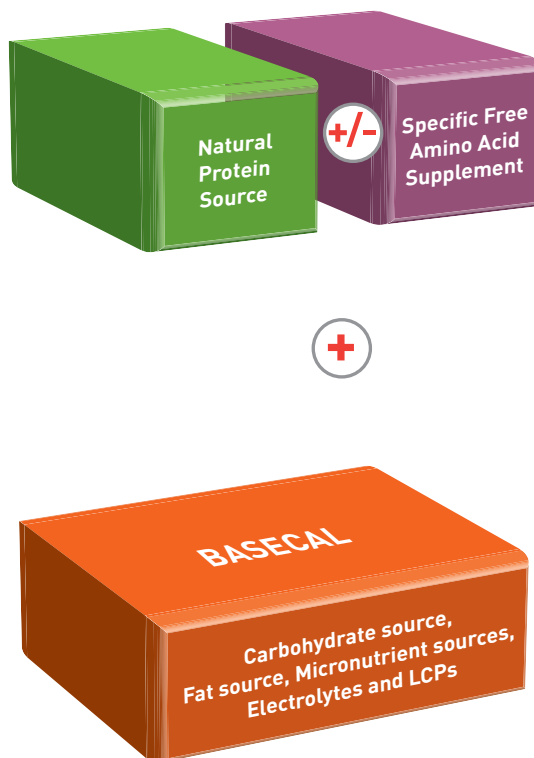 Natural
Protein
Source
+/-
Specific Free
Amino Acid
Supplement
+
BASECAL
Carbohydrate source,
Fat source, Micronutrient sources,
Electrolytes and LCPs